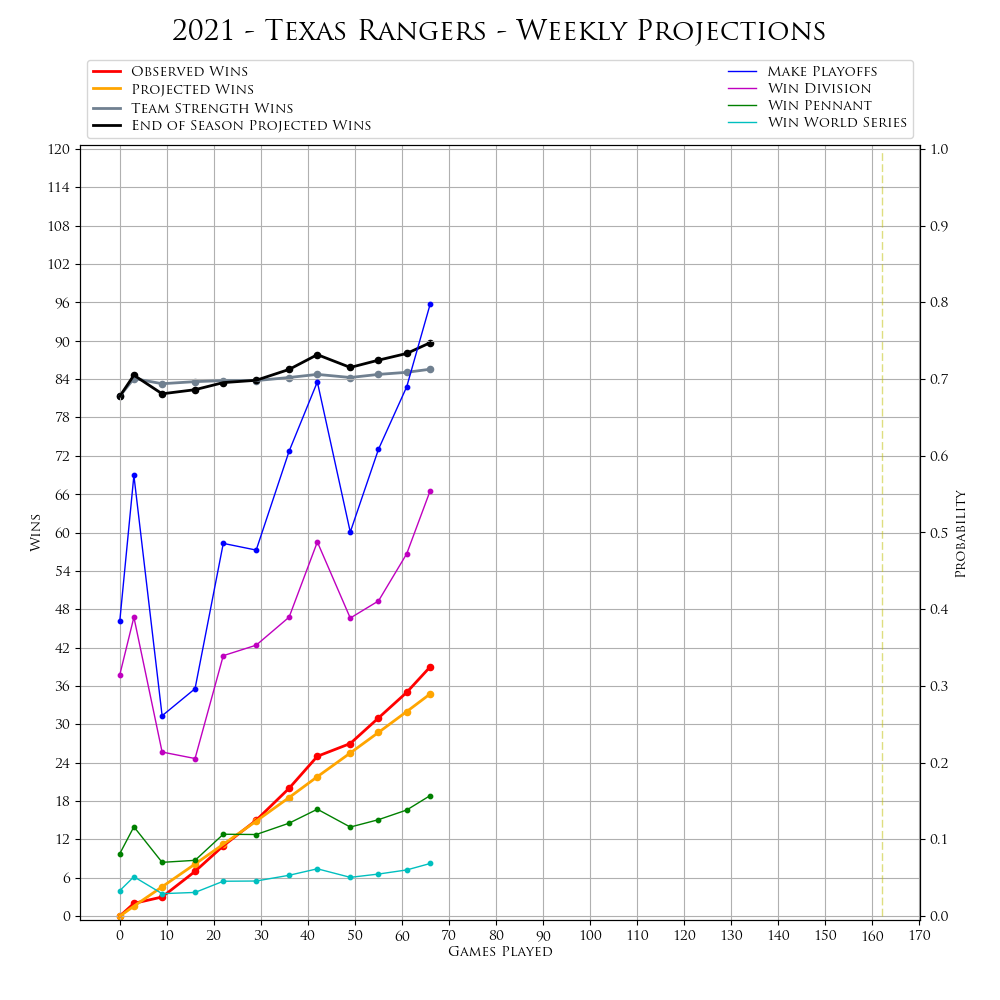 2021 - Texas Rangers - Weekly Projections
Observed Wins
Projected Wins
Team Strength Wins
End of Season Projected Wins
Make Playoffs
Win Division
Win Pennant
Win World Series
120
114
108
102
96
90
84
78
72
66
60
54
48
42
36
30
24
18
12
6
0
Wins
1.0
0.9
0.8
0.7
0.6
0.5
0.4
0.3
0.2
0.1
0.0
Probability
0 10 20 30 40 50 60 70 80 90 100 110 120 130 140 150 160 170
Games Played